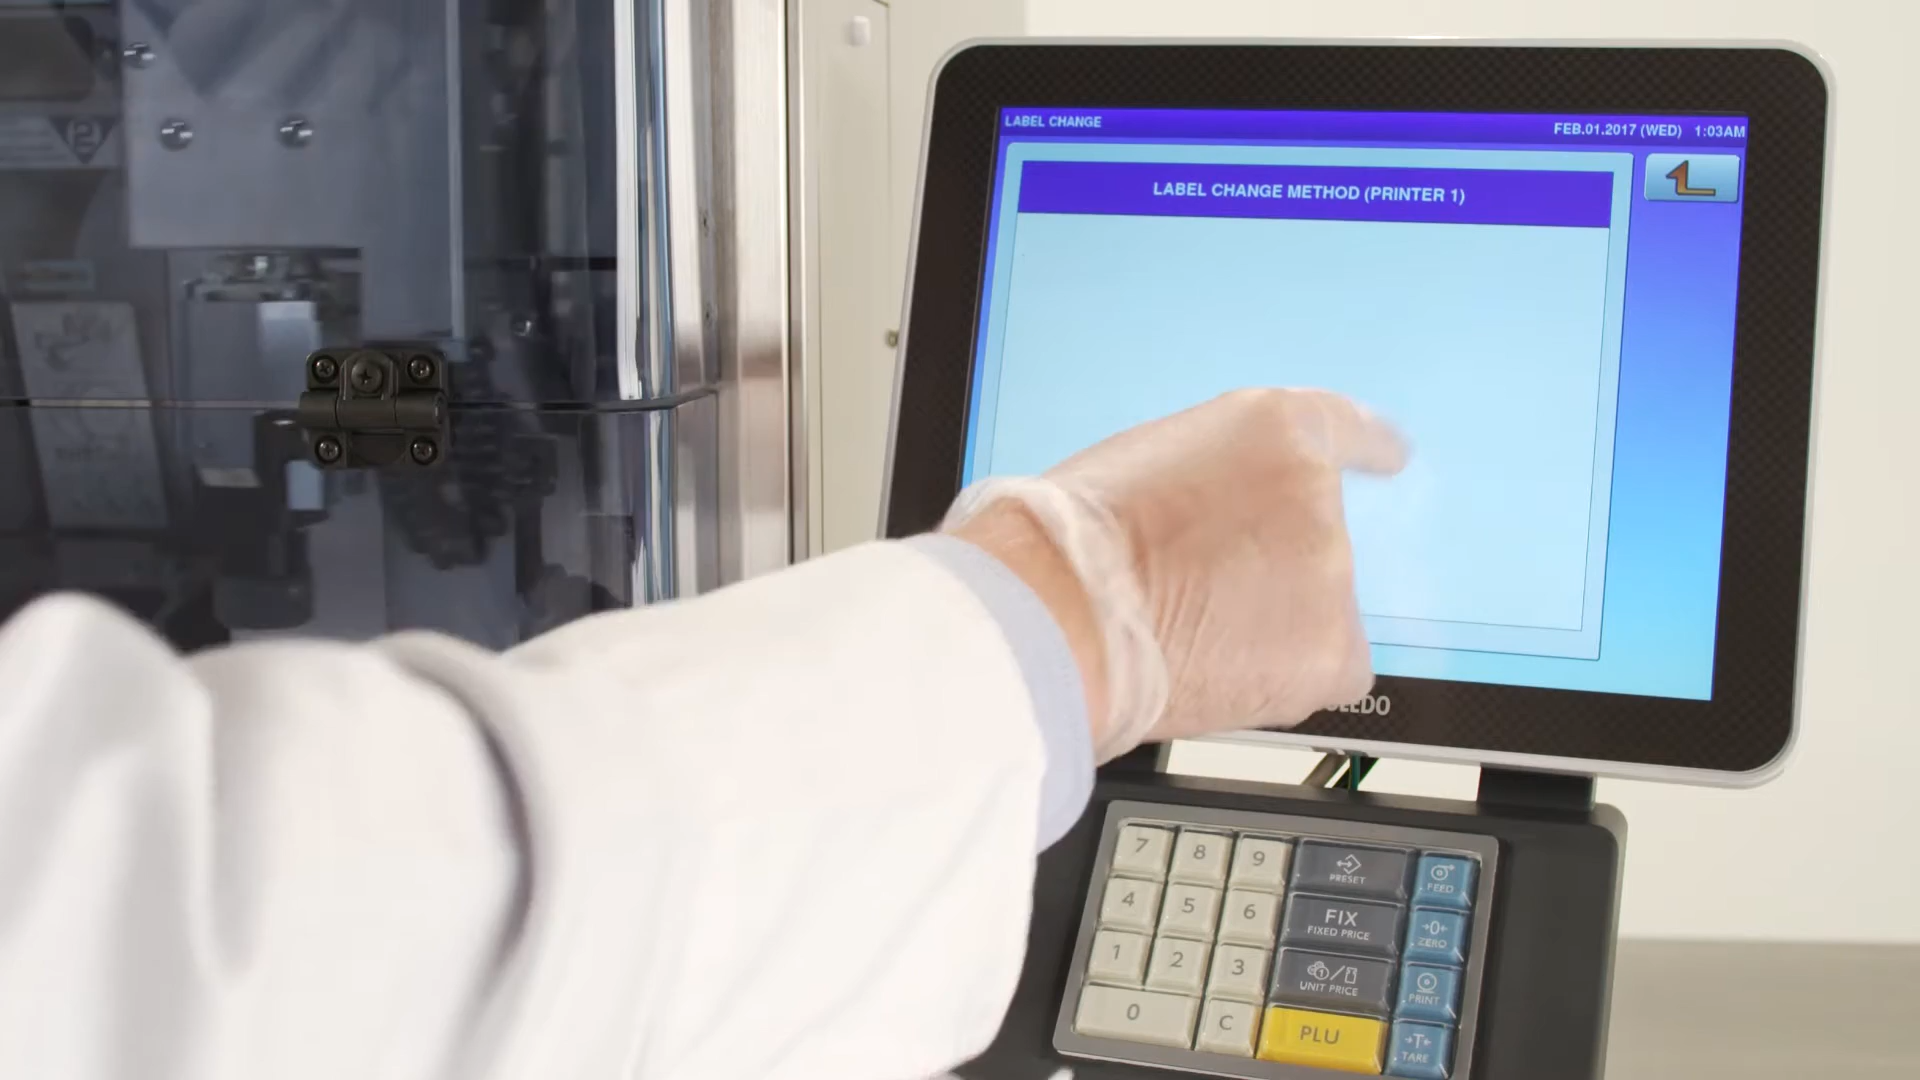 LABEL CHANGE
FEB.01.2017 (WED) 1:03AM
LABEL CHANGE METHOD (PRINTER 1)
7 8 9
PRESET
FEED
4 5 6
FIX
FIXED PRICE
→0←
ZERO
1 2 3
UNIT PRICE
PRINT
0 C
PLU
→T←
TARE